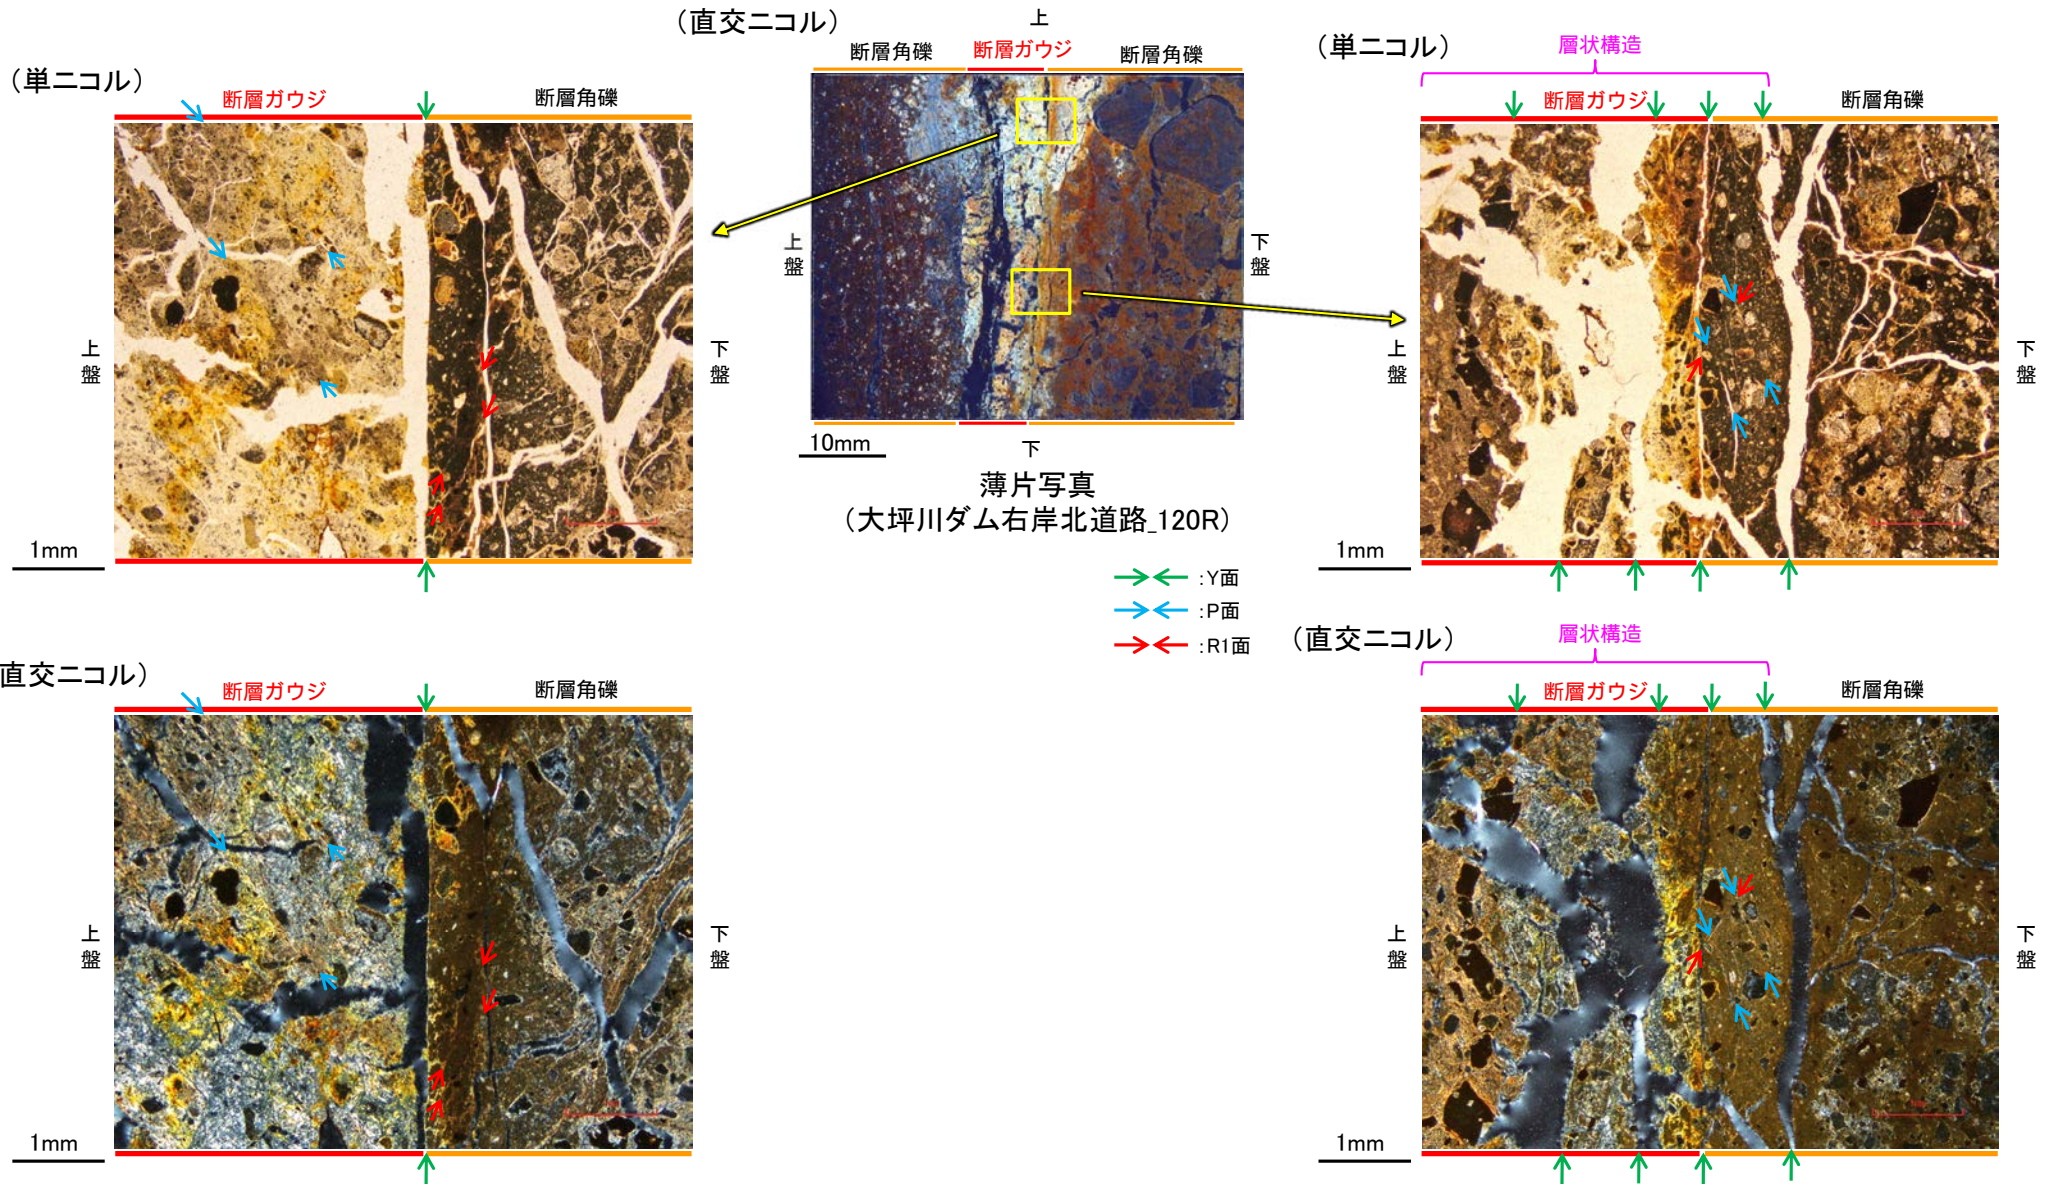 （直交ニコル）
上
断層角礫
断層ガウジ
断層角礫
上盤
下盤
10mm
下
薄片写真
（大坪川ダム右岸北道路_120R）
:Y面
:P面
:R1面
（単ニコル）
断層ガウジ
断層角礫
上盤
下盤
1mm
直交ニコル）
断層ガウジ
断層角礫
上盤
下盤
1mm
（単ニコル）
層状構造
断層ガウジ
断層角礫
上盤
下盤
1mm
（直交ニコル）
層状構造
断層ガウジ
断層角礫
上盤
下盤
1mm